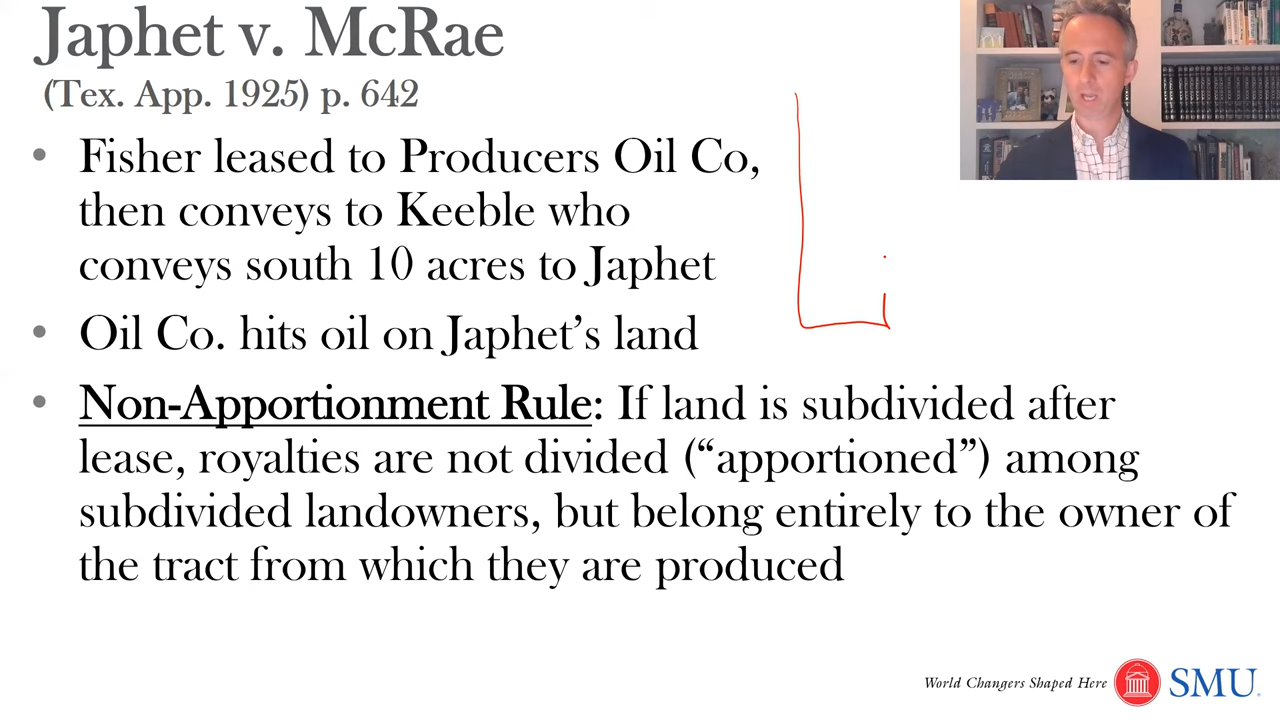 Japhet v. McRae
(Tex. App. 1925) p. 642
• Fisher leased to Producers Oil Co,
then conveys to Keeble who
conveys south 10 acres to Japhet
• Oil Co. hits oil on Japhet’s land
• Non-Apportionment Rule: If land is subdivided after
lease, royalties are not divided (“apportioned”) among
subdivided landowners, but belong entirely to the owner of
the tract from which they are produced
World Changers Shaped Here
SMU